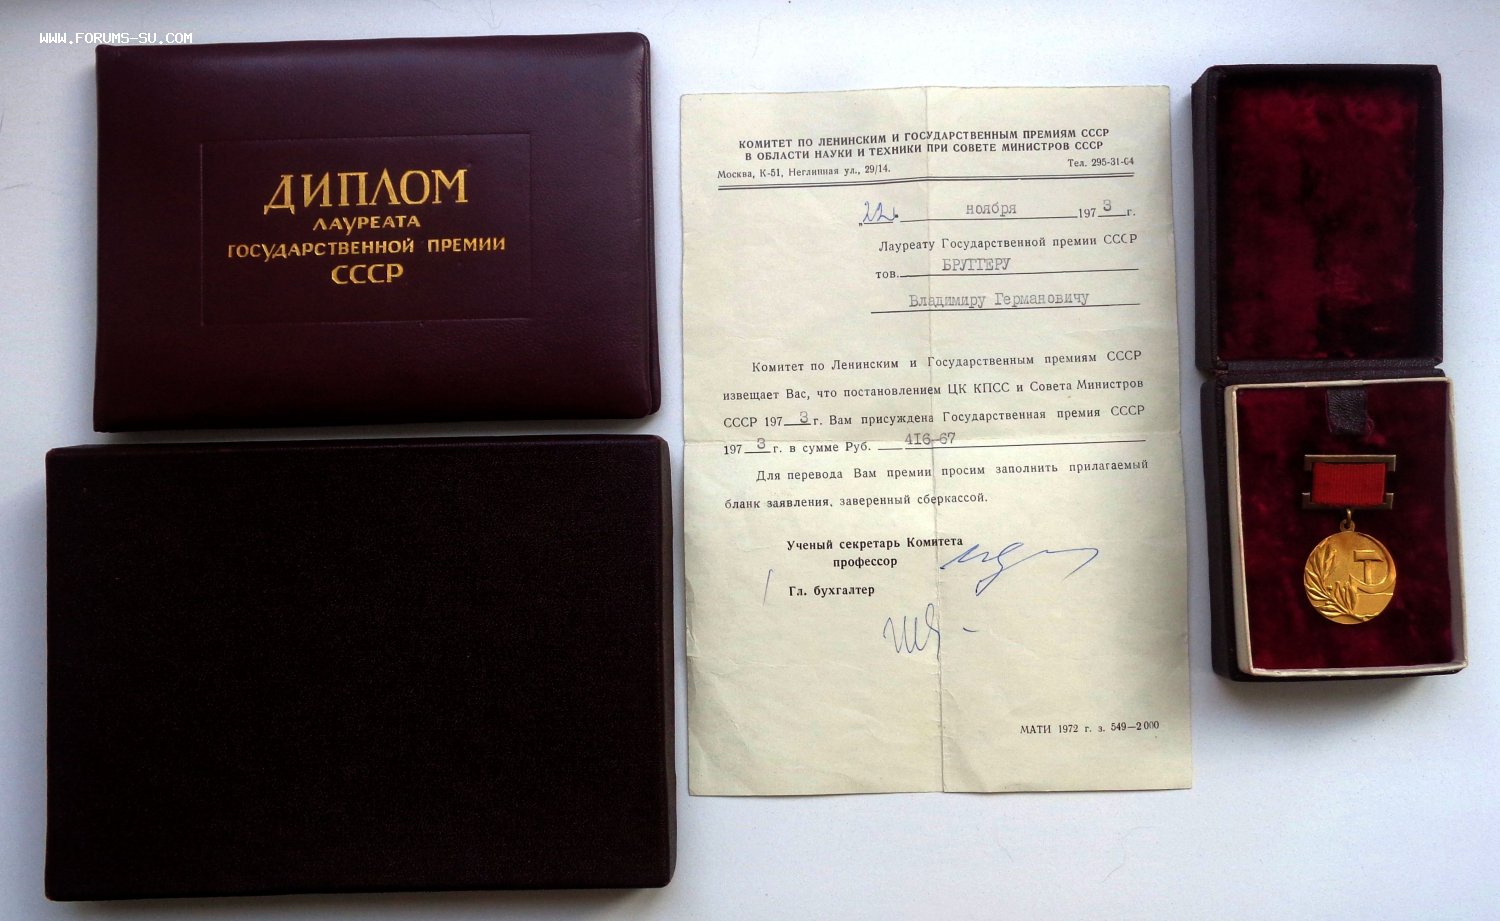 WWW.FORUMS-SU.COM
ДИПЛОМ
ЛАУРЕАТА
ГОСУДАРСТВЕННОЙ ПРЕМИИ
СССР
КОМИТЕТ ПО ЛЕНИНСКИМ И ГОСУДАРСТВЕННЫМ ПРЕМИЯМ СССР
В ОБЛАСТИ НАУКИ И ТЕХНИКИ ПРИ СОВЕТЕ МИНИСТРОВ СССР
Москва, К-51, Неглинная ул., 29/14. Тел. 295-31-04
„22" ноября 1973 г.
Лауреату Государственной премии СССР
тов. БРУТТЕРУ
Владимиру Германовичу
Комитет по Ленинским и Государственным премиям СССР
извещает Вас, что постановлением ЦК КПСС и Совета Министров
СССР 1973 г. Вам присуждена Государственная премия СССР
1973 г. в сумме Руб. 416-67
Для перевода Вам премии просим заполнить прилагаемый
бланк заявления, заверенный сберкассой.
Ученый секретарь Комитета
профессор
Гл. бухгалтер
МАТИ 1972 г. з. 549—2000